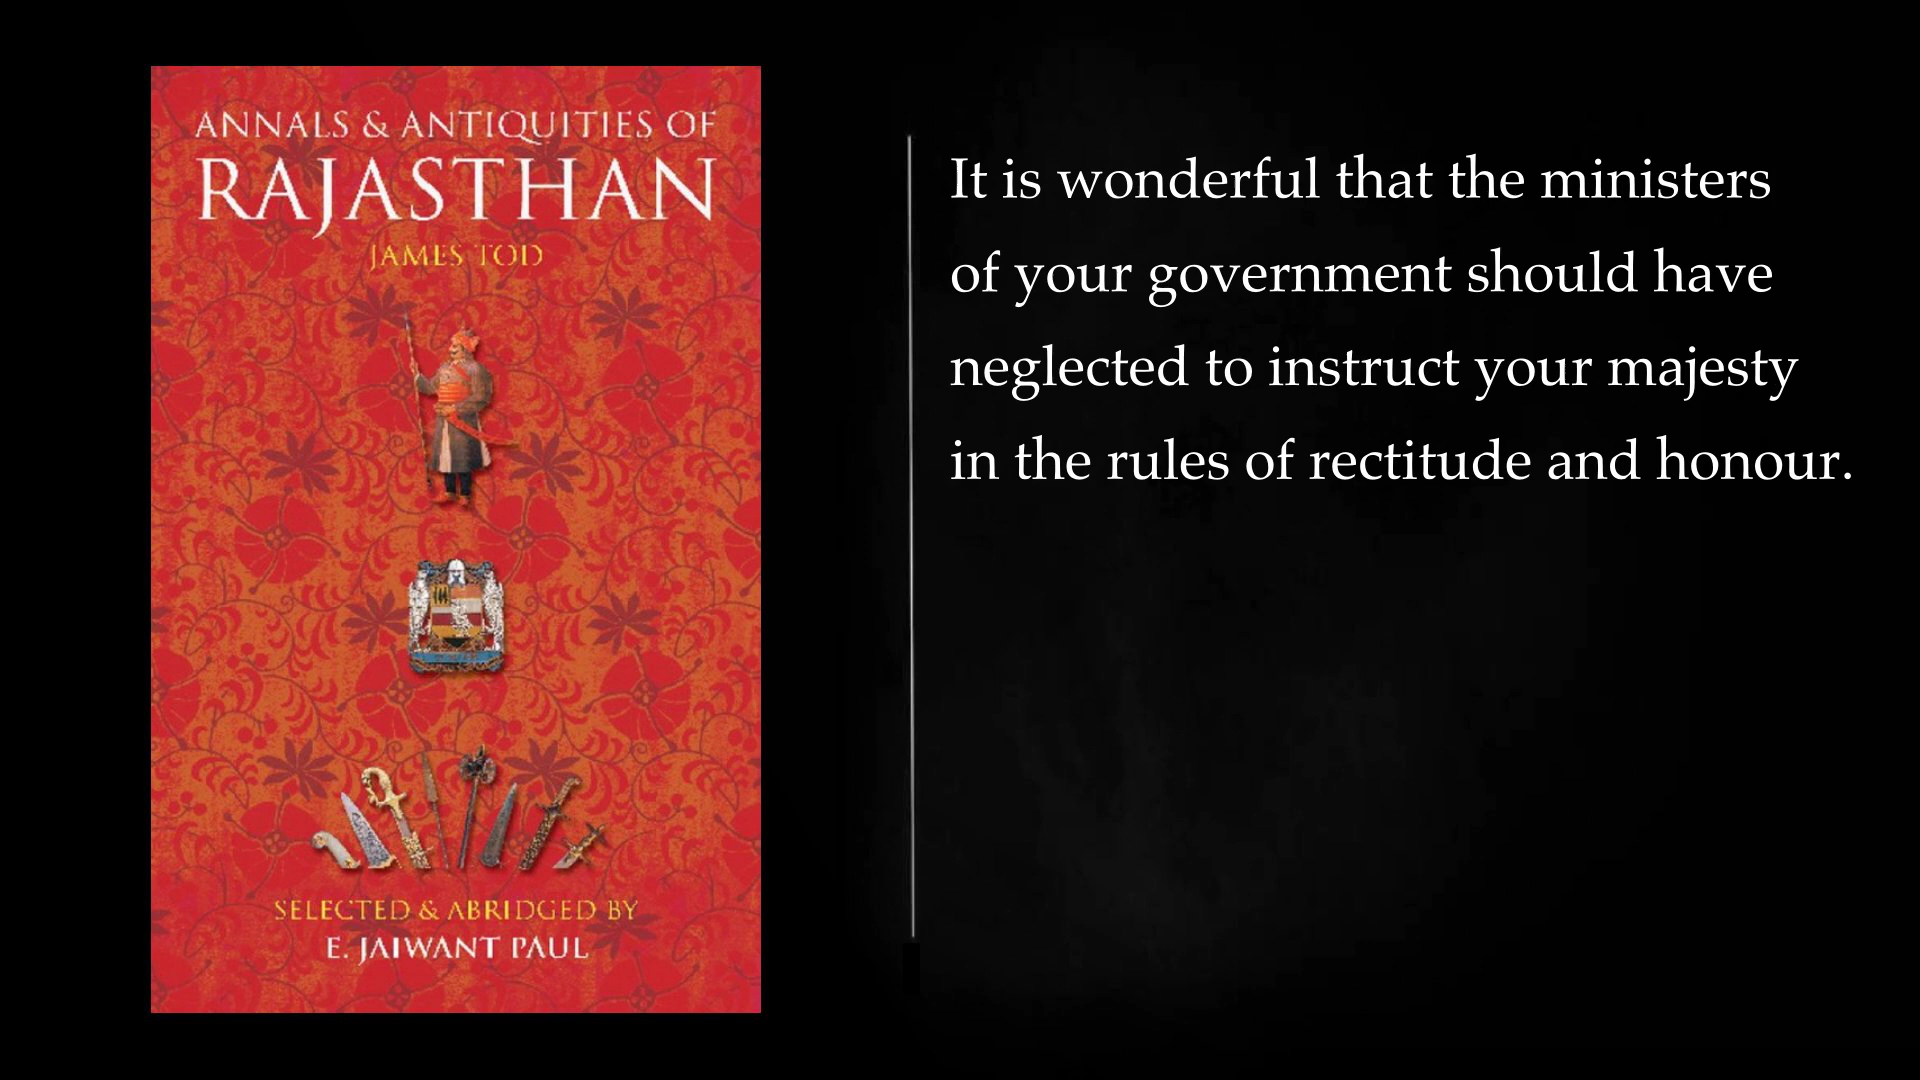 ANNALS & ANTIQUITIES OF
RAJASTHAN
JAMES TOD
SELECTED & ABRIDGED BY
E. JAIWANT PAUL
It is wonderful that the ministers
of your government should have
neglected to instruct your majesty
in the rules of rectitude and honour.